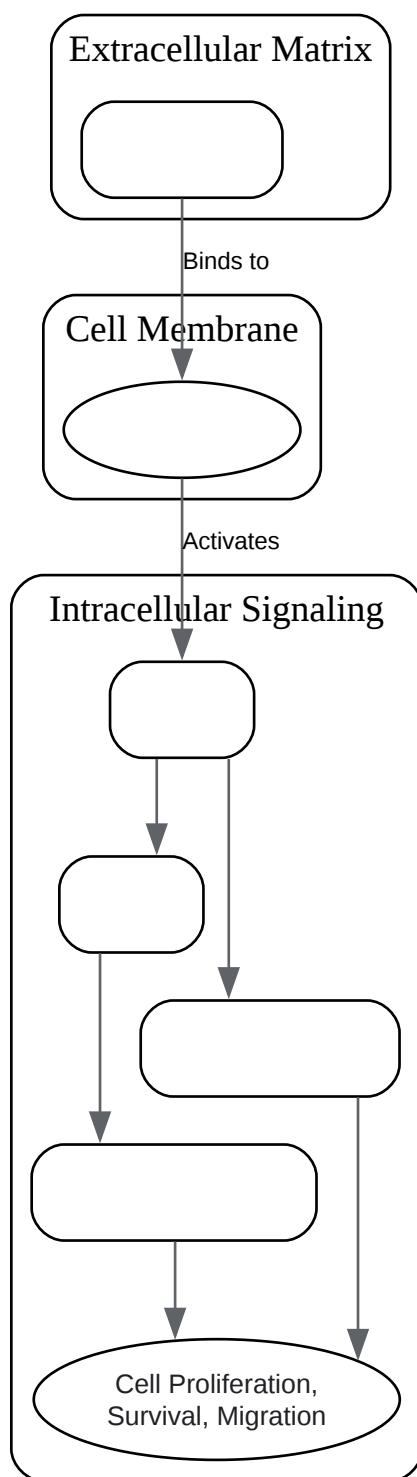 Extracellular Matrix
Binds to
Cell Membrane
Activates
Intracellular Signaling
Cell Proliferation,
Survival, Migration